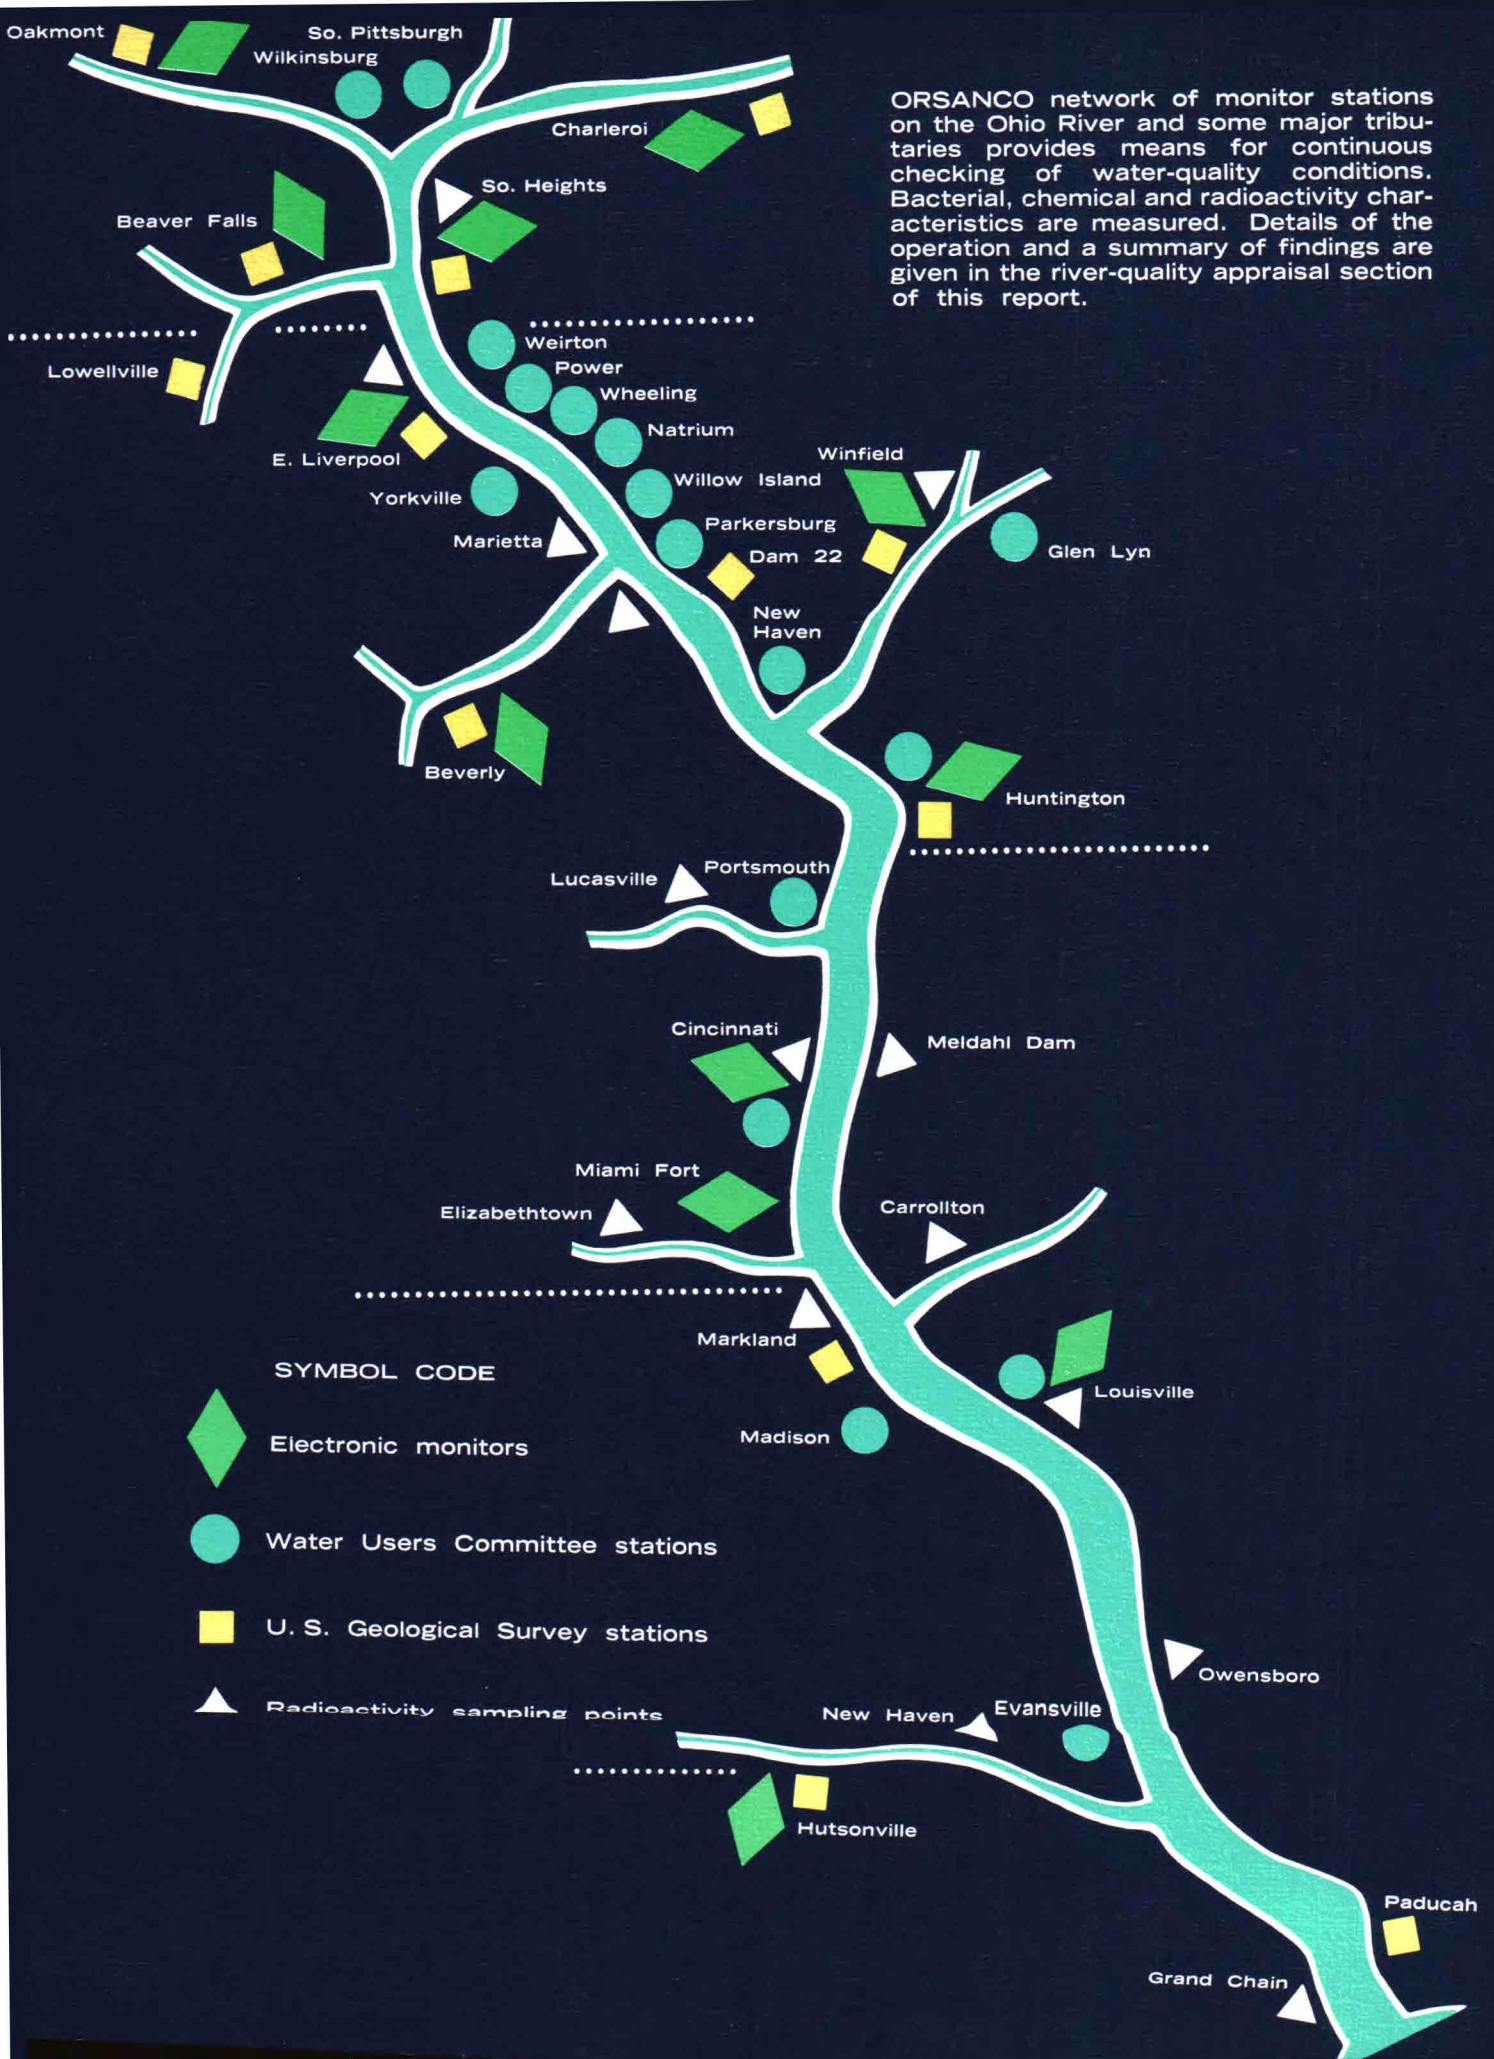 Oakmont
So. Pittsburgh
Wilkinsburg
Charleroi
ORSANCO network of monitor stations
on the Ohio River and some major tribu-
taries provides means for continuous
checking of water-quality conditions.
Bacterial, chemical and radioactivity char-
acteristics are measured. Details of the
operation and a summary of findings are
given in the river-quality appraisal section
of this report.
So. Heights
Beaver Falls
Weirton
Lowellville
Power
Wheeling
Natrium
Winfield
E. Liverpool
Willow Island
Yorkville
Parkersburg
Marietta
Dam 22
Glen Lyn
New
Haven
Beverly
Huntington
Portsmouth
Lucasville
Cincinnati
Meldahl Dam
Miami Fort
Elizabethtown
Carrollton
Markland
Louisville
Madison
SYMBOL CODE
Electronic monitors
Water Users Committee stations
U. S. Geological Survey stations
Radioactivity sampling points
Owensboro
New Haven
Evansville
Hutsonville
Paducah
Grand Chain